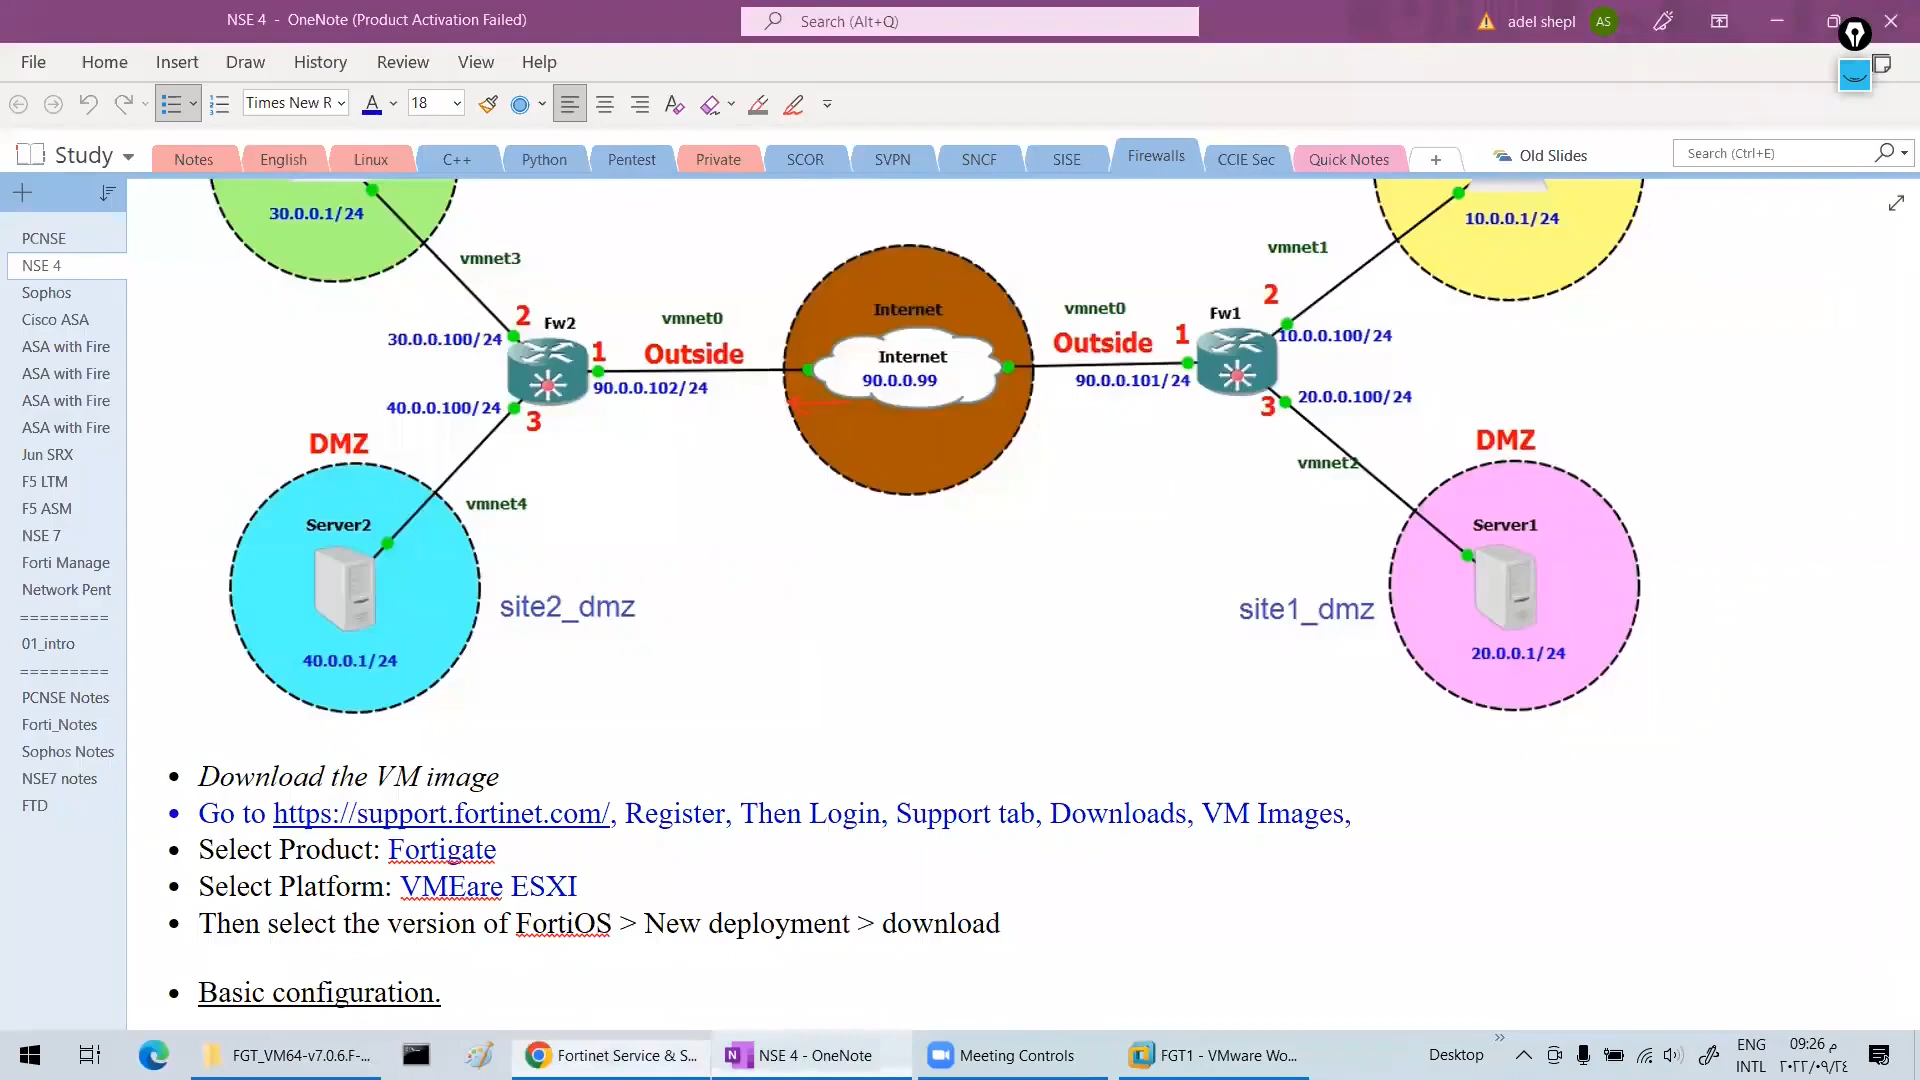 NSE 4 - OneNote (Product Activation Failed)
Search (Alt+Q)
adel shepl
AS
File Home Insert Draw History Review View Help
Times New R
18
Study
Notes English Linux C++ Python Pentest Private SCOR SVPN SNCF SISE Firewalls CCIE Sec Quick Notes + Old Slides
Search (Ctrl+E)
PCNSE
NSE 4
Sophos
Cisco ASA
ASA with Fire
ASA with Fire
ASA with Fire
ASA with Fire
Jun SRX
F5 LTM
F5 ASM
NSE 7
Forti Manage
Network Pent
=========
01_intro
=========
PCNSE Notes
Forti_Notes
Sophos Notes
NSE7 notes
FTD
30.0.0.1/24
10.0.0.1/24
vmnet3
vmnet1
2
Fw2
30.0.0.100/24
1
vmnet0
Outside
90.0.0.102/24
40.0.0.100/24
3
Internet
Internet
90.0.0.99
vmnet0
Outside
1
90.0.0.101/24
Fw1
2
10.0.0.100/24
20.0.0.100/24
3
DMZ
vmnet4
Server2
40.0.0.1/24
site2_dmz
vmnet2
DMZ
Server1
20.0.0.1/24
site1_dmz
• Download the VM image
• Go to https://support.fortinet.com/, Register, Then Login, Support tab, Downloads, VM Images,
• Select Product: Fortigate
• Select Platform: VMEare ESXI
• Then select the version of FortiOS > New deployment > download
• Basic configuration.
FGT_VM64-v7.0.6.F-...
Fortinet Service & S...
NSE 4 - OneNote
Meeting Controls
FGT1 - VMware Wo...
Desktop
ENG
INTL
09:26 م
٢٠٢٢/٠٩/٢٤